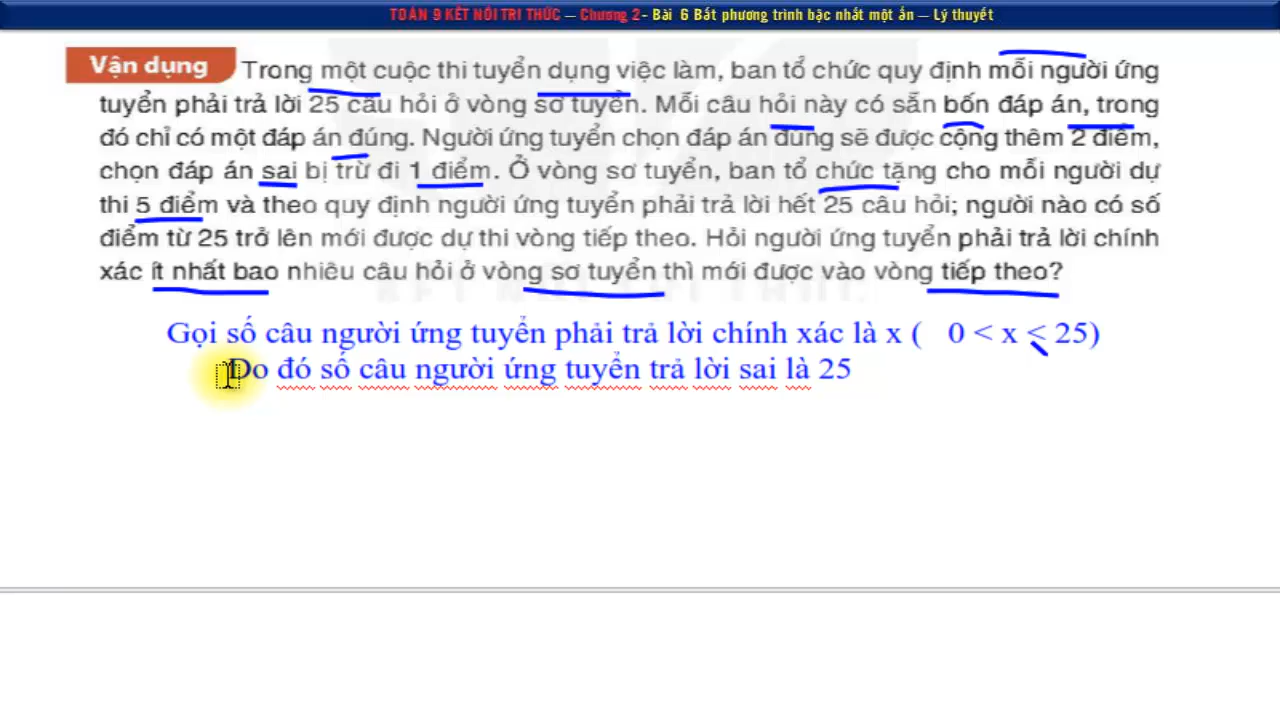 TOÁN 9 KẾT NỐI TRI THỨC – Chương 2- Bài 6 Bất phương trình bậc nhất một ẩn – Lý thuyết
Vận dụng Trong một cuộc thi tuyển dụng việc làm, ban tổ chức quy định mỗi người ứng
tuyển phải trả lời 25 câu hỏi ở vòng sơ tuyển. Mỗi câu hỏi này có sẵn bốn đáp án, trong
đó chỉ có một đáp án đúng. Người ứng tuyển chọn đáp án đúng sẽ được cộng thêm 2 điểm,
chọn đáp án sai bị trừ đi 1 điểm. Ở vòng sơ tuyển, ban tổ chức tặng cho mỗi người dự
thi 5 điểm và theo quy định người ứng tuyển phải trả lời hết 25 câu hỏi; người nào có số
điểm từ 25 trở lên mới được dự thi vòng tiếp theo. Hỏi người ứng tuyển phải trả lời chính
xác ít nhất bao nhiêu câu hỏi ở vòng sơ tuyển thì mới được vào vòng tiếp theo?
Gọi số câu người ứng tuyển phải trả lời chính xác là x ( 0 < x < 25)
Do đó số câu người ứng tuyển trả lời sai là 25